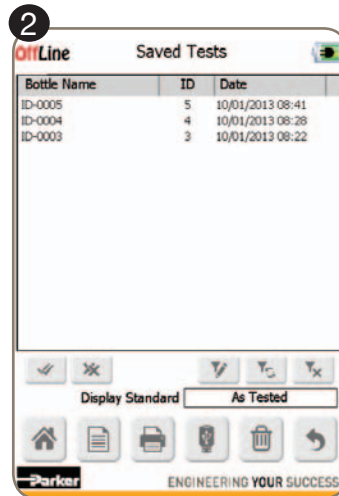 2
OffLine Saved Tests
Bottle Name ID Date
ID-0005 5 10/01/2013 08:41
ID-0004 4 10/01/2013 08:28
ID-0003 3 10/01/2013 08:22
Display Standard As Tested
Parker ENGINEERING YOUR SUCCESS